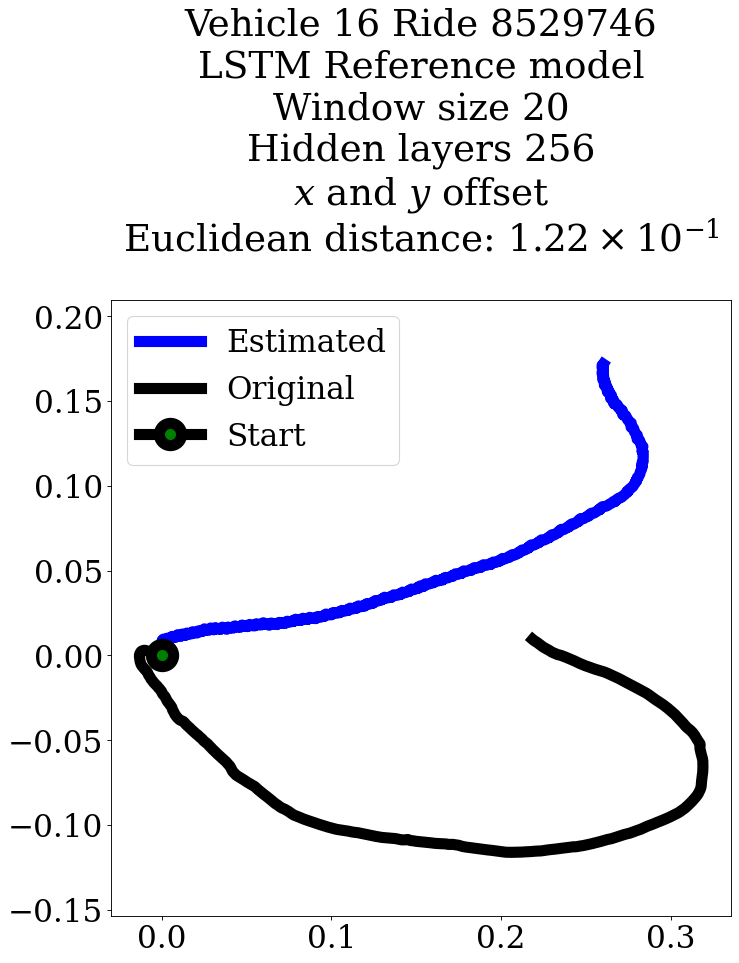 Vehicle 16 Ride 8529746
LSTM Reference model
Window size 20
Hidden layers 256
x and y offset
Euclidean distance: 1.22 × 10⁻¹
0.20
0.15
0.10
0.05
0.00
−0.05
−0.10
−0.15
Estimated
Original
Start
0.0 0.1 0.2 0.3